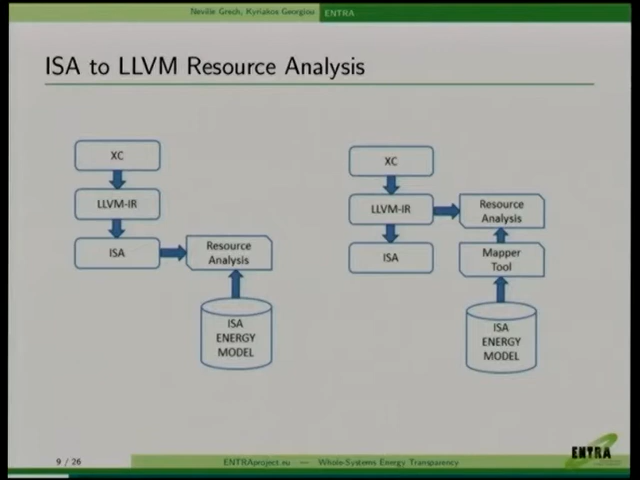 Neville Grech, Kyriakos Georgiou
ENTRA
ISA to LLVM Resource Analysis
XC
LLVM-IR
ISA
Resource
Analysis
ISA
ENERGY
MODEL
XC
LLVM-IR
ISA
Resource
Analysis
Mapper
Tool
ISA
ENERGY
MODEL
9 / 26
ENTRAproject.eu — Whole-Systems Energy Transparency
ENTRA